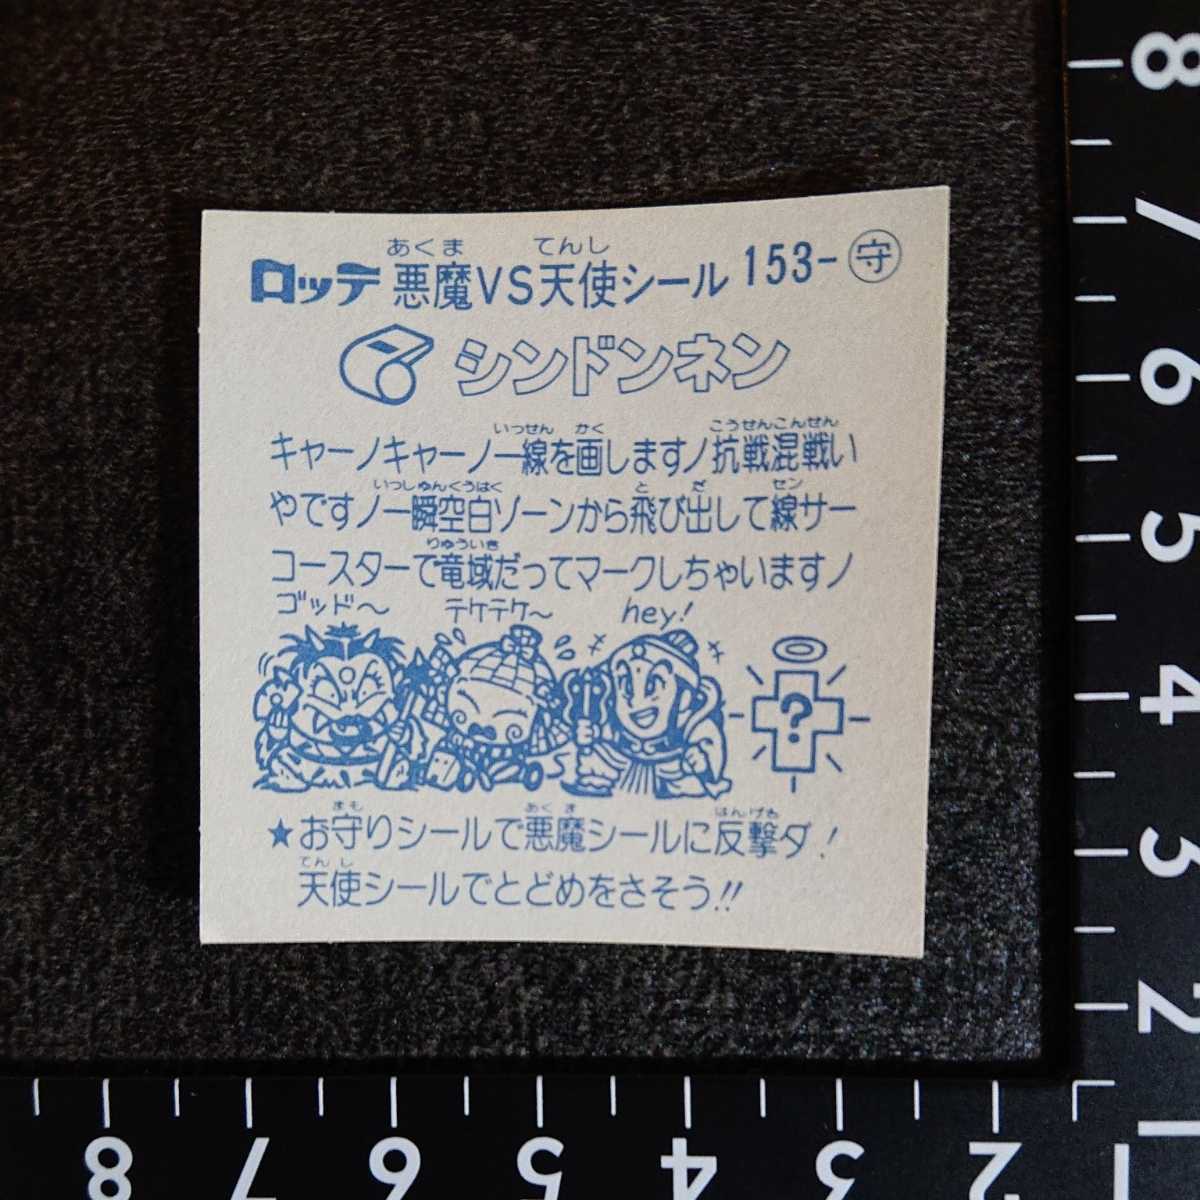 あくま てんし
ロッテ 悪魔VS天使シール 153-守
シンドンネン
いっせん かく こうせんこんせん
キャーノキャーノ一線を画しますノ抗戦混戦い
いっしゅんくうはく と だ セン
やですノ一瞬空白ゾーンから飛び出して線サー
りゅういき
コースターで竜域だってマークしちゃいますノ
ゴッド〜 テケテケ〜 hey!
?
まも あくま はんげき
★お守りシールで悪魔シールに反撃ダ!
てんし
天使シールでとどめをさそう!!
8
7
6
5
4
3
2
1
8 7 6 5 4 3 2